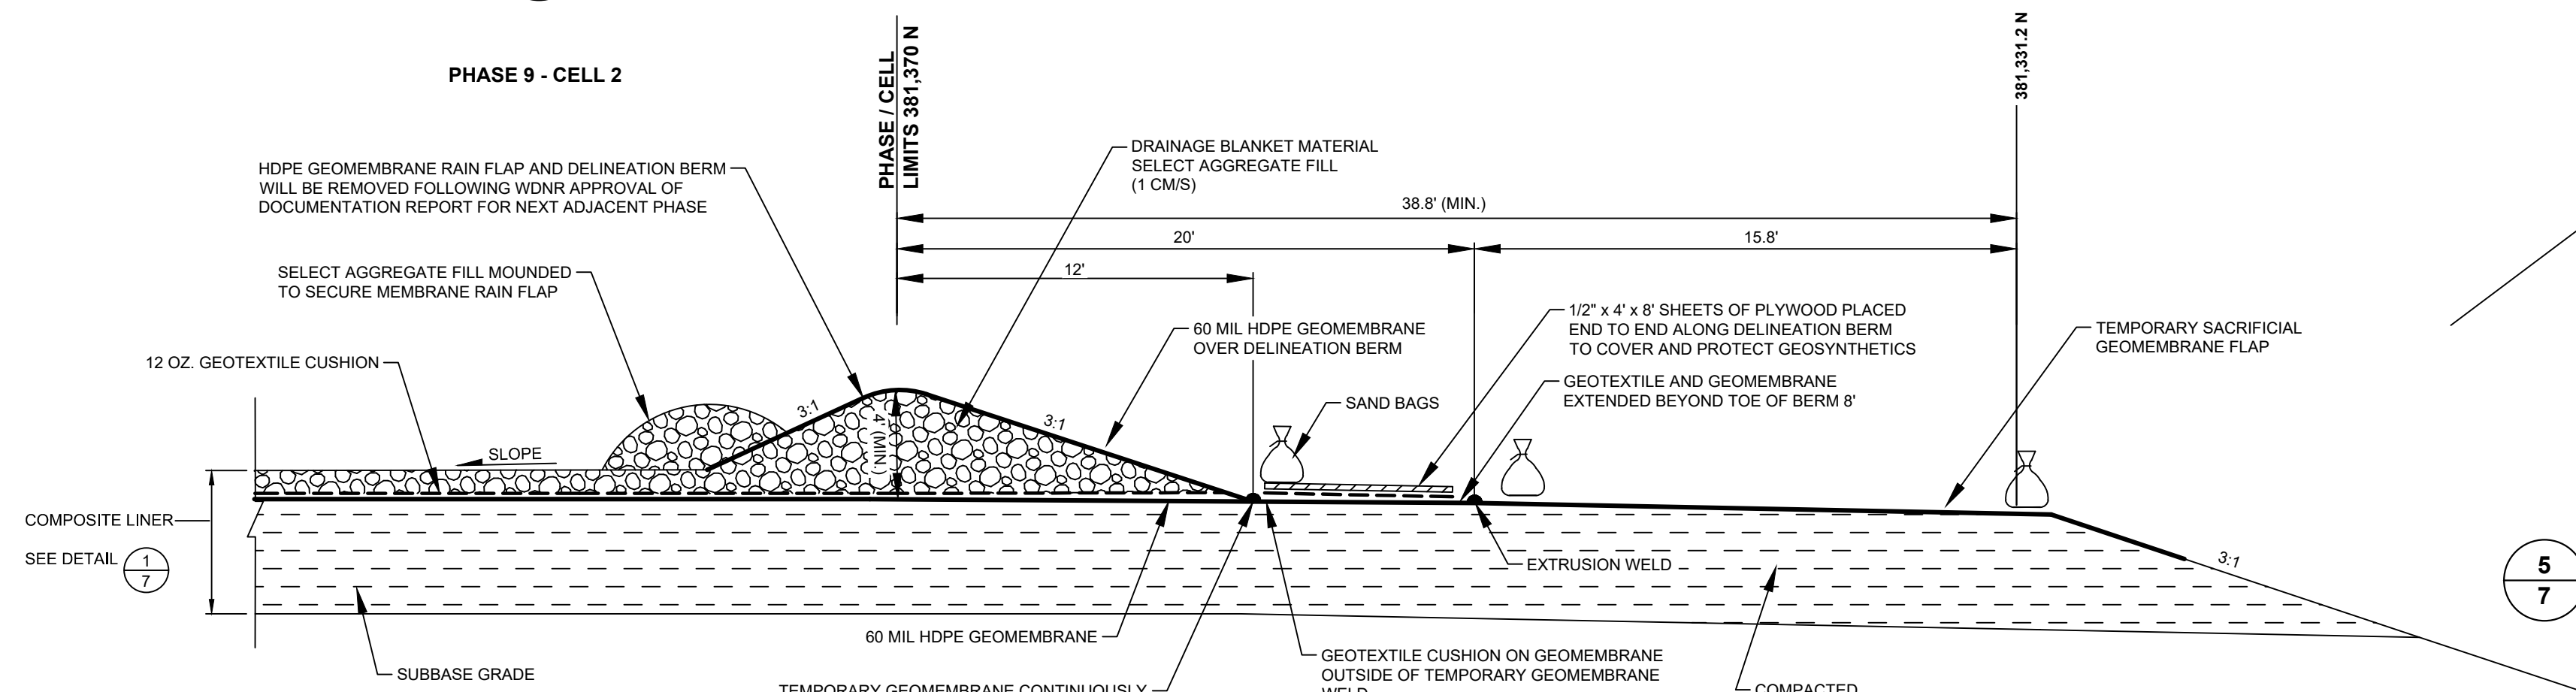 PHASE 9 - CELL 2
PHASE / CELL
LIMITS 381,370 N
381,331.2 N
HDPE GEOMEMBRANE RAIN FLAP AND DELINEATION BERM
WILL BE REMOVED FOLLOWING WDNR APPROVAL OF
DOCUMENTATION REPORT FOR NEXT ADJACENT PHASE
DRAINAGE BLANKET MATERIAL
SELECT AGGREGATE FILL
(1 CM/S)
38.8' (MIN.)
20'
15.8'
12'
SELECT AGGREGATE FILL MOUNDED
TO SECURE MEMBRANE RAIN FLAP
60 MIL HDPE GEOMEMBRANE
OVER DELINEATION BERM
1/2" x 4' x 8' SHEETS OF PLYWOOD PLACED
END TO END ALONG DELINEATION BERM
TO COVER AND PROTECT GEOSYNTHETICS
TEMPORARY SACRIFICIAL
GEOMEMBRANE FLAP
12 OZ. GEOTEXTILE CUSHION
GEOTEXTILE AND GEOMEMBRANE
EXTENDED BEYOND TOE OF BERM 8'
SAND BAGS
3:1
4' (MIN.)
3:1
SLOPE
COMPOSITE LINER
SEE DETAIL
1
7
EXTRUSION WELD
3:1
5
7
60 MIL HDPE GEOMEMBRANE
SUBBASE GRADE
GEOTEXTILE CUSHION ON GEOMEMBRANE
OUTSIDE OF TEMPORARY GEOMEMBRANE
WELD
TEMPORARY GEOMEMBRANE CONTINUOUSLY
COMPACTED